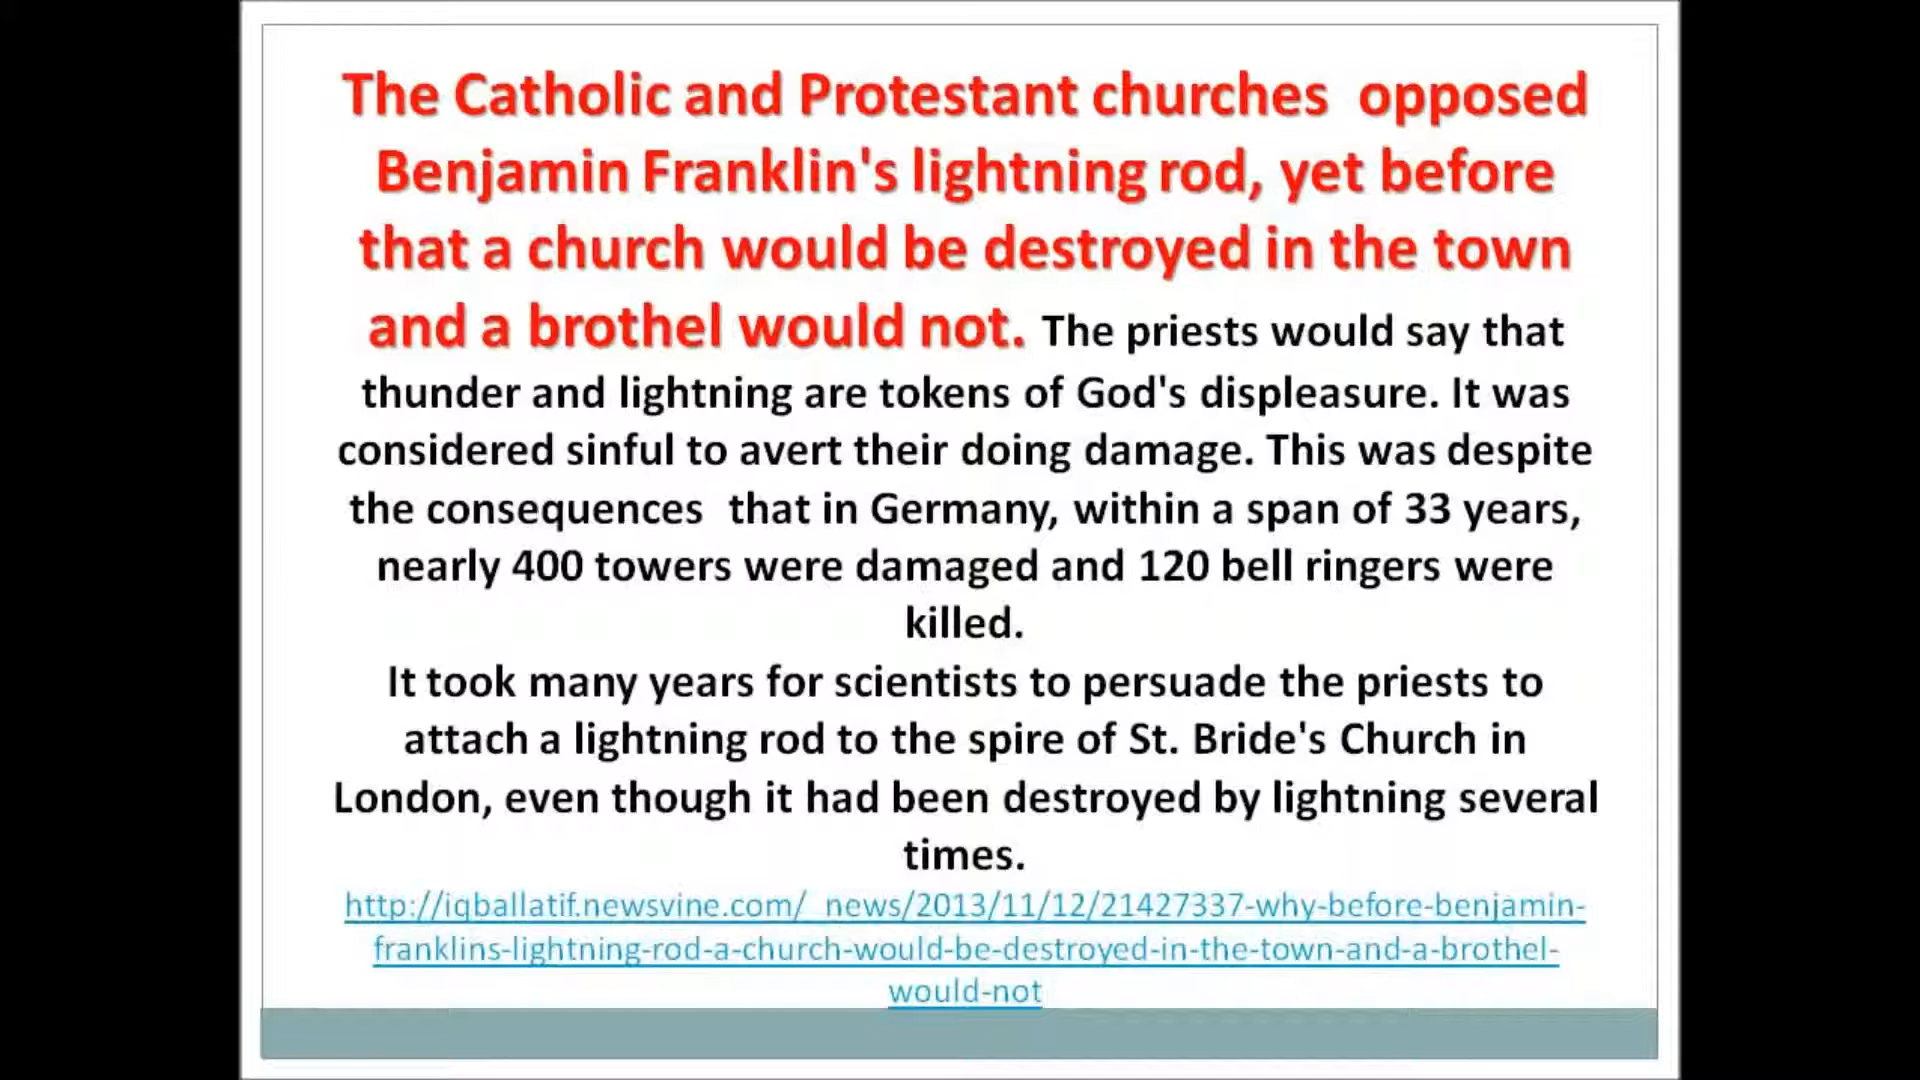 The Catholic and Protestant churches opposed
Benjamin Franklin's lightning rod, yet before
that a church would be destroyed in the town
and a brothel would not. The priests would say that
thunder and lightning are tokens of God's displeasure. It was
considered sinful to avert their doing damage. This was despite
the consequences that in Germany, within a span of 33 years,
nearly 400 towers were damaged and 120 bell ringers were
killed.
It took many years for scientists to persuade the priests to
attach a lightning rod to the spire of St. Bride's Church in
London, even though it had been destroyed by lightning several
times.
http://iqballatif.newsvine.com/_news/2013/11/12/21427337-why-before-benjamin-
franklins-lightning-rod-a-church-would-be-destroyed-in-the-town-and-a-brothel-
would-not